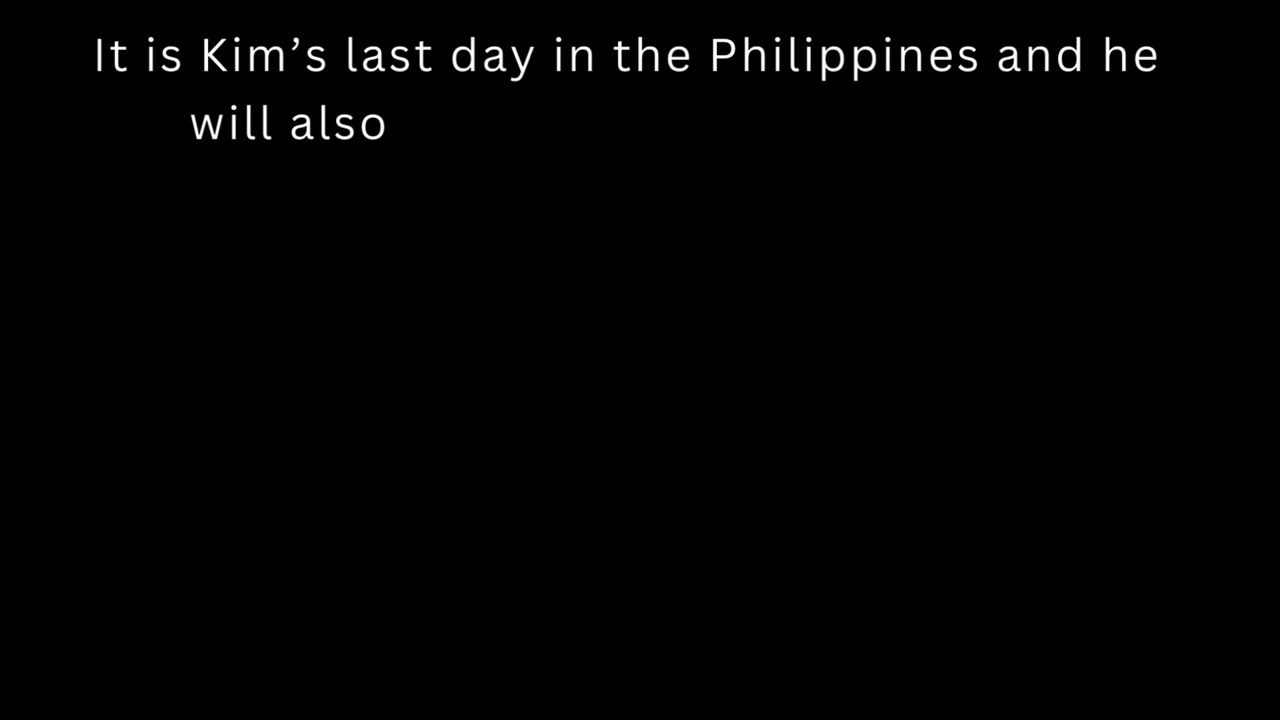 It is Kim’s last day in the Philippines and he
will also